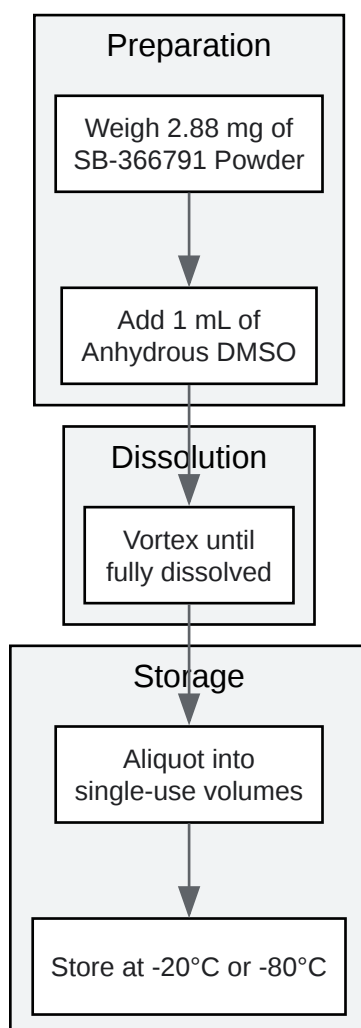 Preparation
Weigh 2.88 mg of
SB-366791 Powder
Add 1 mL of
Anhydrous DMSO
Dissolution
Vortex until
fully dissolved
Storage
Aliquot into
single-use volumes
Store at -20°C or -80°C